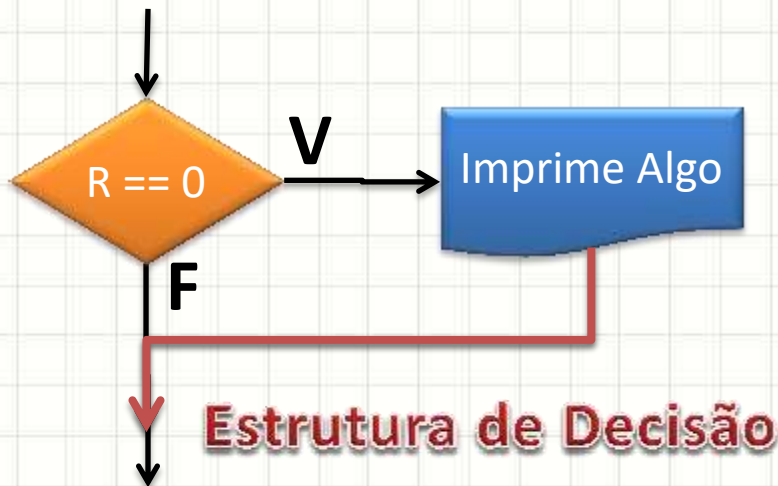 V
R == 0
Imprime Algo
F
Estrutura de Decisão